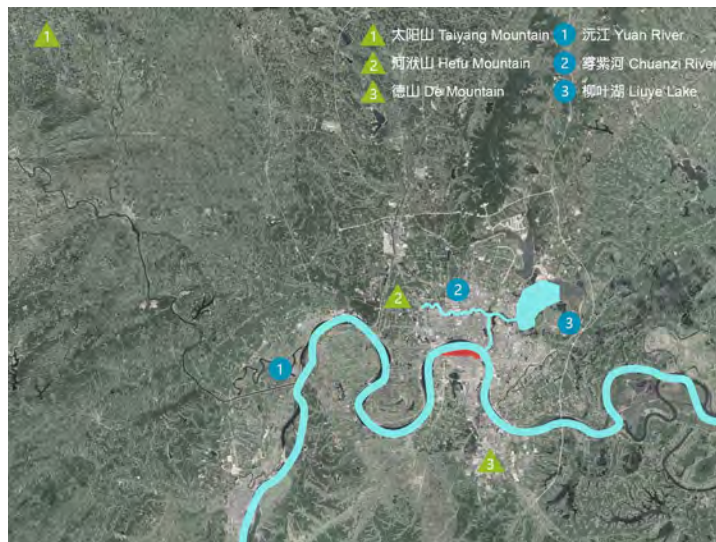 1
1 太阳山 Taiyang Mountain 1 沅江 Yuan River
2 河洑山 Hefu Mountain 2 穿紫河 Chuanzi River
3 德山 De Mountain 3 柳叶湖 Liuye Lake
2
2
3
1
3